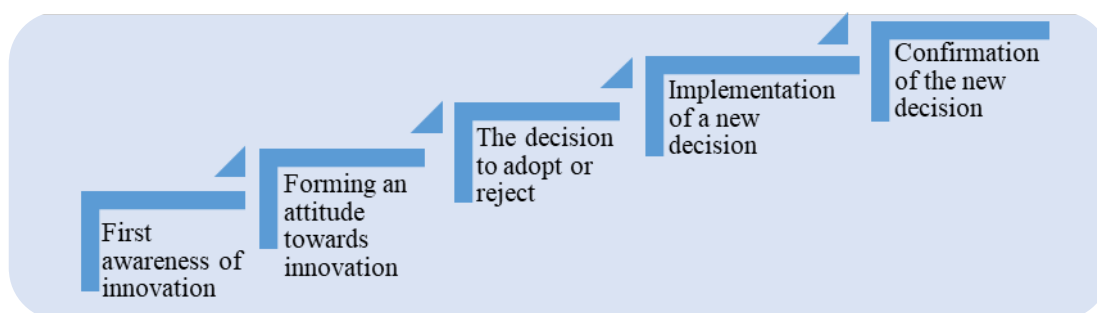 First
awareness of
innovation
Forming an
attitude
towards
innovation
The decision
to adopt or
reject
Implementation
of a new
decision
Confirmation
of the new
decision